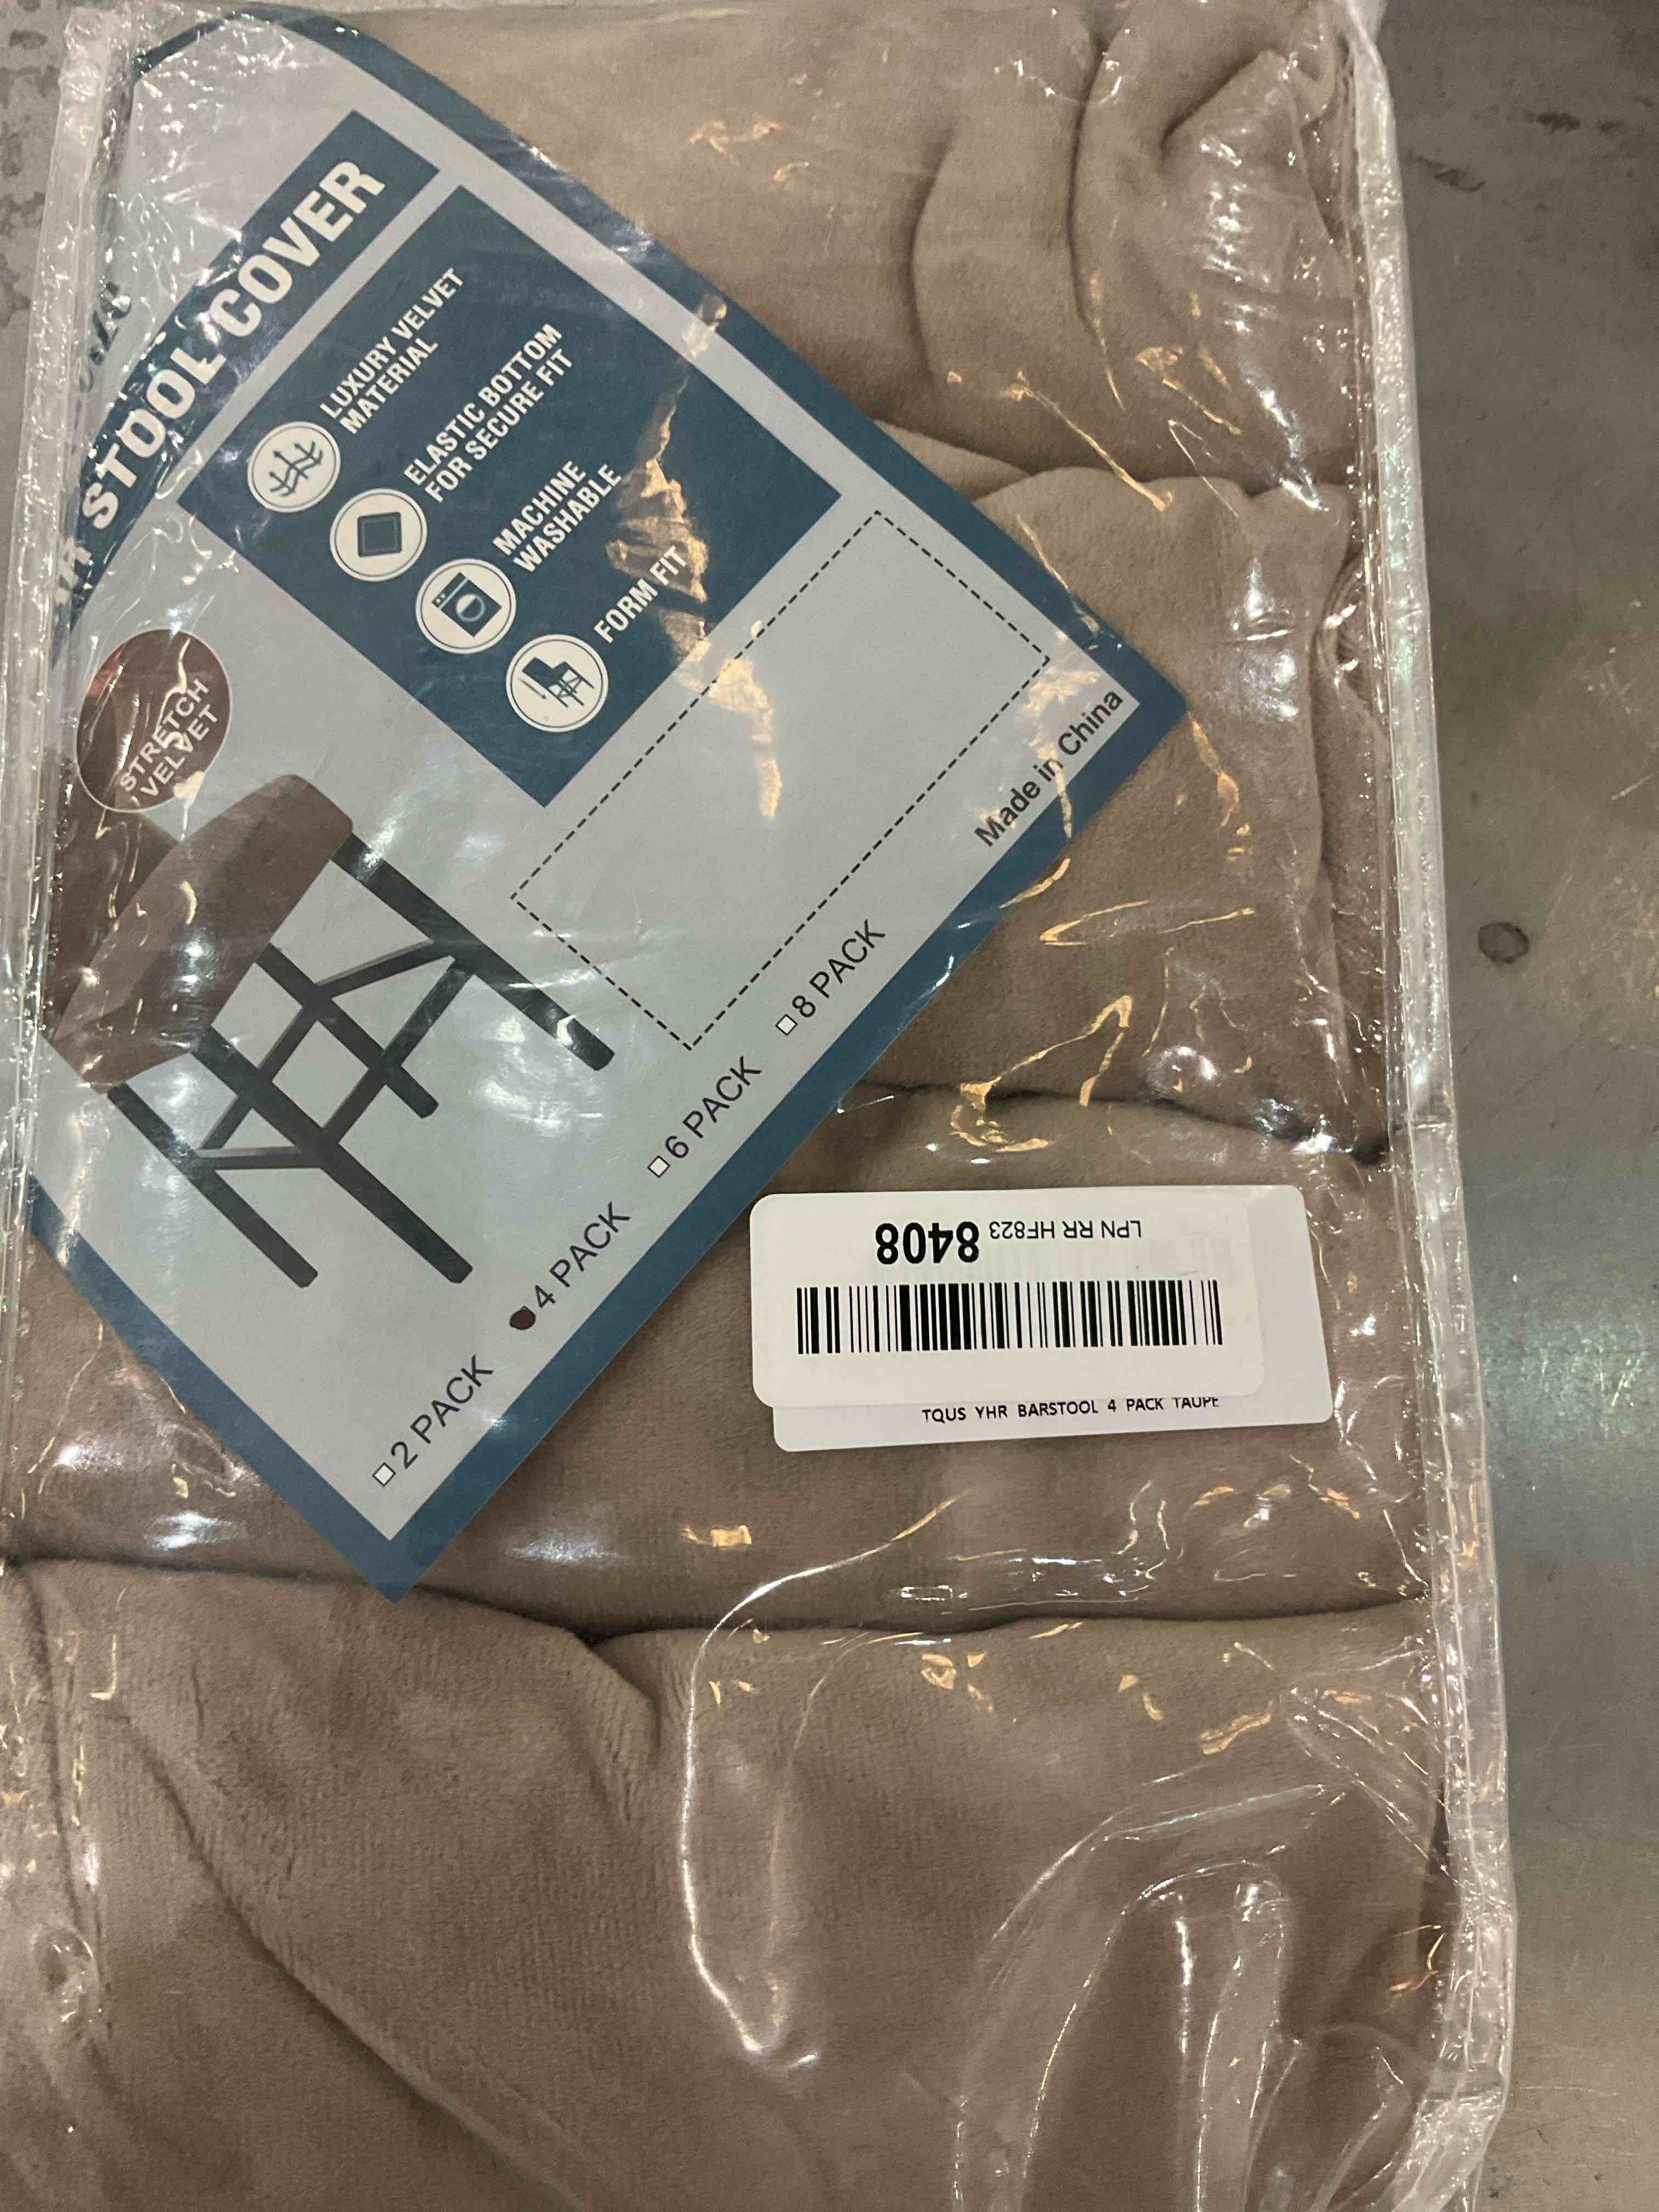 STOOL COVER
LUXURY VELVET
MATERIAL
ELASTIC BOTTOM
FOR SECURE FIT
MACHINE
WASHABLE
FORM FIT
STRETCH
VELVET
Made in China
2 PACK
4 PACK
6 PACK
8 PACK
LPN RR HF823 8408
TQUS YHR BARSTOOL 4 PACK TAUPE